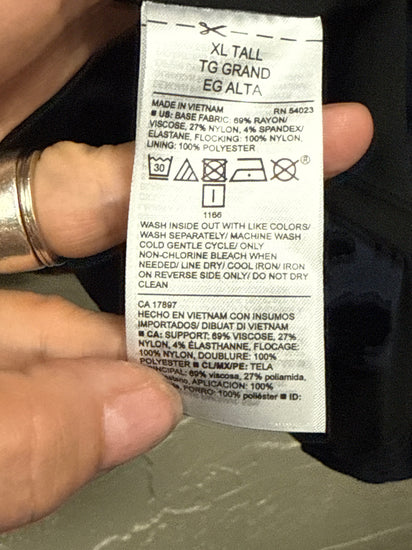 XL TALL
TG GRAND
EG ALTA
MADE IN VIETNAM RN 54023
■ US: BASE FABRIC: 69% RAYON/
VISCOSE, 27% NYLON, 4% SPANDEX/
ELASTANE, FLOCKING: 100% NYLON,
LINING: 100% POLYESTER
30
1166
WASH INSIDE OUT WITH LIKE COLORS/
WASH SEPARATELY/ MACHINE WASH
COLD GENTLE CYCLE/ ONLY
NON-CHLORINE BLEACH WHEN
NEEDED/ LINE DRY/ COOL IRON/ IRON
ON REVERSE SIDE ONLY/ DO NOT DRY
CLEAN
CA 17897
HECHO EN VIETNAM CON INSUMOS
IMPORTADOS/ DIBUAT DI VIETNAM
■ CA: SUPPORT: 69% VISCOSE, 27%
NYLON, 4% ÉLASTHANNE, FLOCAGE:
100% NYLON, DOUBLURE: 100%
POLYESTER ■ CL/MX/PE: TELA
PRINCIPAL: 69% viscosa, 27% poliamida,
APLICACION: 100%
FORRO: 100% poliéster ■ ID: